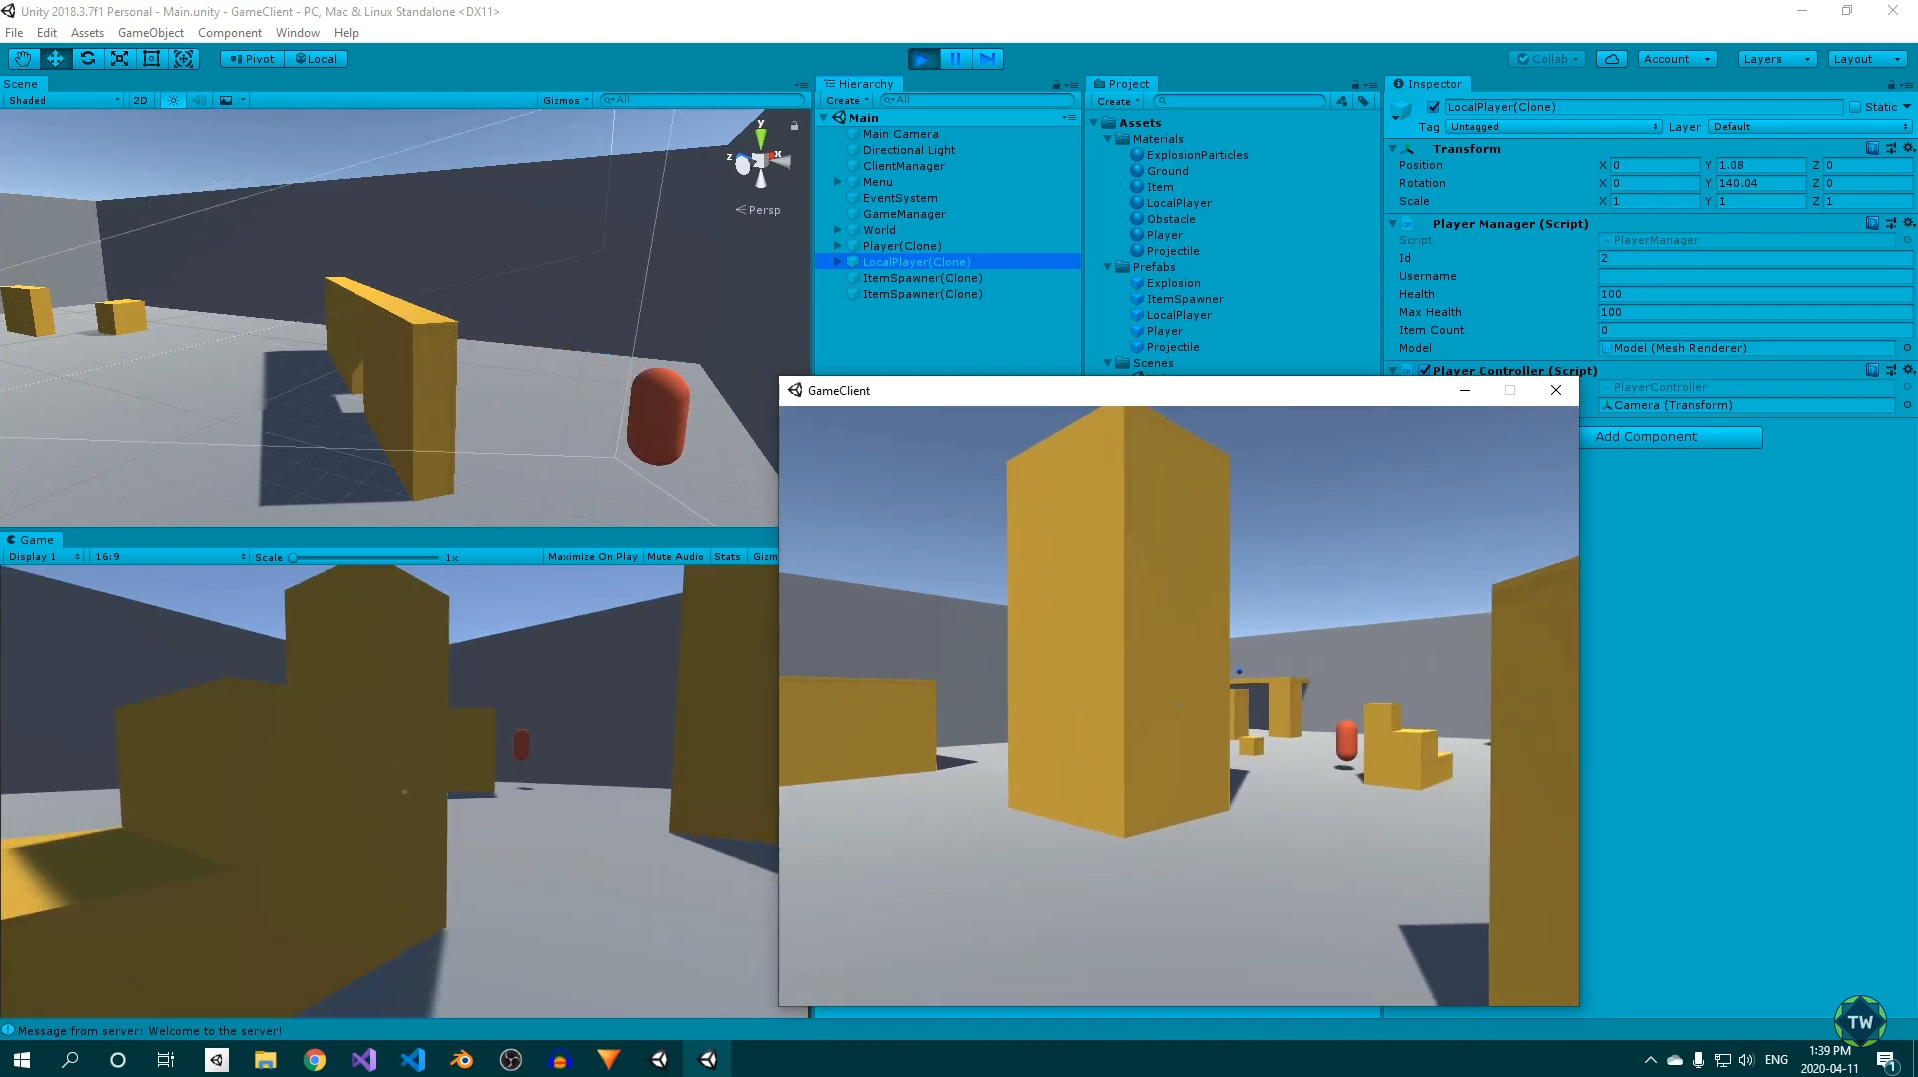 Unity 2018.3.7f1 Personal - Main.unity - GameClient - PC, Mac & Linux Standalone <DX11>
File Edit Assets GameObject Component Window Help
Pivot Local Collab Account Layers Layout
Scene
Shaded 2D Gizmos All
y
x
z
Persp
Hierarchy
Create All
Main
Main Camera
Directional Light
ClientManager
Menu
EventSystem
GameManager
World
Player(Clone)
LocalPlayer(Clone)
ItemSpawner(Clone)
ItemSpawner(Clone)
Project
Create
Assets
Materials
ExplosionParticles
Ground
Item
LocalPlayer
Obstacle
Player
Projectile
Prefabs
Explosion
ItemSpawner
LocalPlayer
Player
Projectile
Scenes
Inspector
LocalPlayer(Clone) Static
Tag Untagged Layer Default
Transform
Position X 0 Y 1.08 Z 0
Rotation X 0 Y 140.04 Z 0
Scale X 1 Y 1 Z 1
Player Manager (Script)
Script PlayerManager
Id 2
Username
Health 100
Max Health 100
Item Count 0
Model Model (Mesh Renderer)
Player Controller (Script)
PlayerController
Camera (Transform)
Add Component
GameClient
Game
Display 1 16:9 Scale 1x Maximize On Play Mute Audio Stats Gizm
Message from server: Welcome to the server!
TW
ENG
1:39 PM
2020-04-11
1